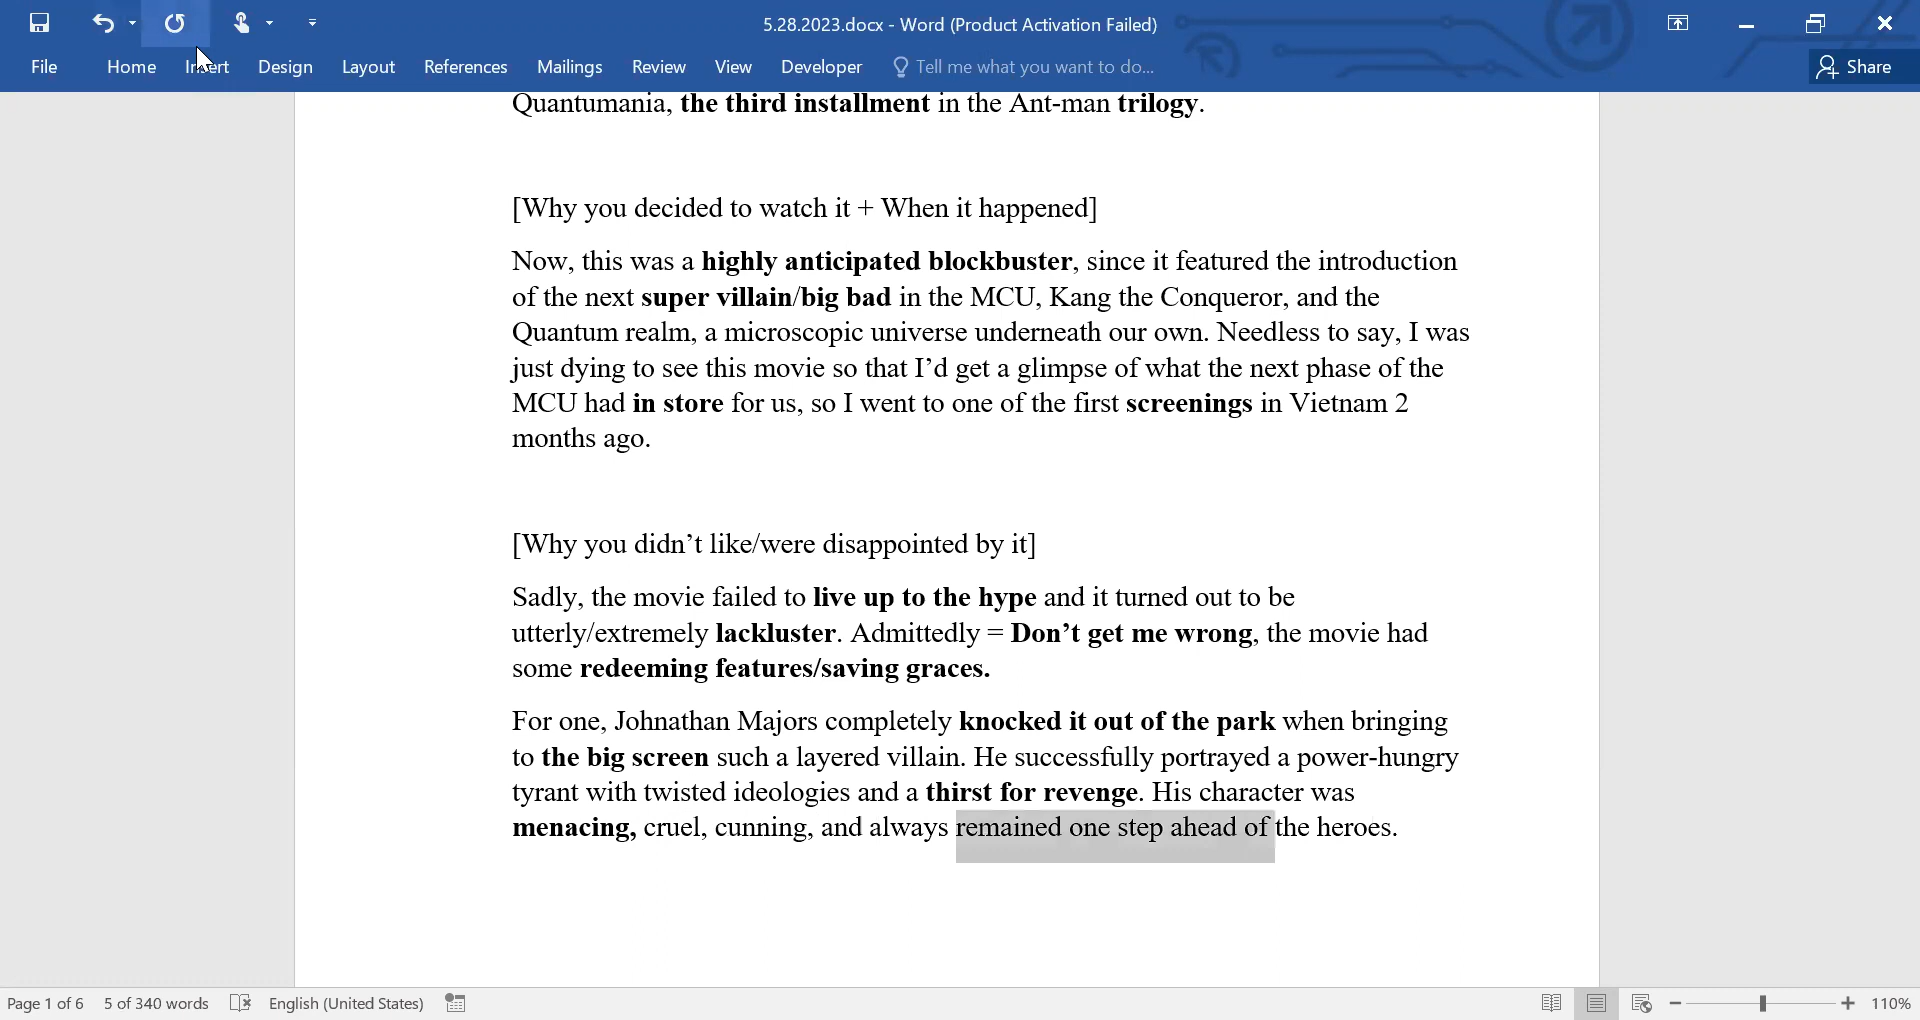 5.28.2023.docx - Word (Product Activation Failed)
File Home Insert Design Layout References Mailings Review View Developer Tell me what you want to do... Share
Quantumania, the third installment in the Ant-man trilogy.
[Why you decided to watch it + When it happened]
Now, this was a highly anticipated blockbuster, since it featured the introduction
of the next super villain/big bad in the MCU, Kang the Conqueror, and the
Quantum realm, a microscopic universe underneath our own. Needless to say, I was
just dying to see this movie so that I’d get a glimpse of what the next phase of the
MCU had in store for us, so I went to one of the first screenings in Vietnam 2
months ago.
[Why you didn’t like/were disappointed by it]
Sadly, the movie failed to live up to the hype and it turned out to be
utterly/extremely lackluster. Admittedly = Don’t get me wrong, the movie had
some redeeming features/saving graces.
For one, Johnathan Majors completely knocked it out of the park when bringing
to the big screen such a layered villain. He successfully portrayed a power-hungry
tyrant with twisted ideologies and a thirst for revenge. His character was
menacing, cruel, cunning, and always remained one step ahead of the heroes.
Page 1 of 6 5 of 340 words English (United States) 110%